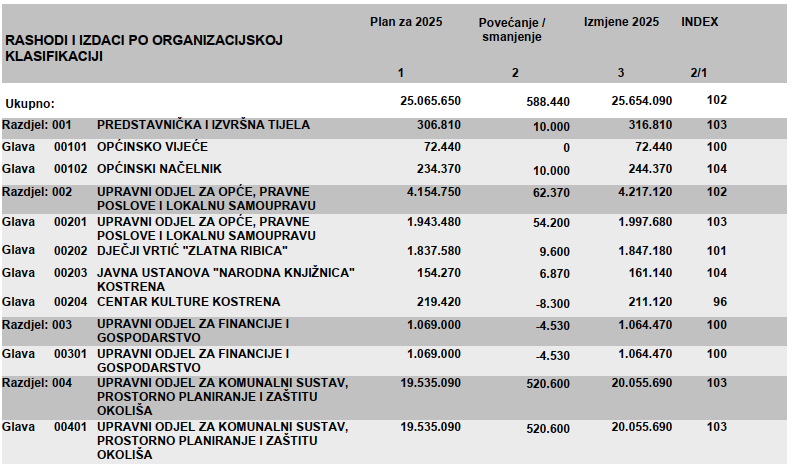 Plan za 2025 Povećanje / Izmjene 2025 INDEX
smanjenje
RASHODI I IZDACI PO ORGANIZACIJSKOJ
KLASIFIKACIJI
1 2 3 2/1
Ukupno: 25.065.650 588.440 25.654.090 102
Razdjel: 001 PREDSTAVNIČKA I IZVRŠNA TIJELA 306.810 10.000 316.810 103
Glava 00101 OPĆINSKO VIJEĆE 72.440 0 72.440 100
Glava 00102 OPĆINSKI NAČELNIK 234.370 10.000 244.370 104
Razdjel: 002 UPRAVNI ODJEL ZA OPĆE, PRAVNE 4.154.750 62.370 4.217.120 102
POSLOVE I LOKALNU SAMOUPRAVU
Glava 00201 UPRAVNI ODJEL ZA OPĆE, PRAVNE 1.943.480 54.200 1.997.680 103
POSLOVE I LOKALNU SAMOUPRAVU
Glava 00202 DJEČJI VRTIĆ "ZLATNA RIBICA" 1.837.580 9.600 1.847.180 101
Glava 00203 JAVNA USTANOVA "NARODNA KNJIŽNICA" 154.270 6.870 161.140 104
KOSTRENA
Glava 00204 CENTAR KULTURE KOSTRENA 219.420 -8.300 211.120 96
Razdjel: 003 UPRAVNI ODJEL ZA FINANCIJE I 1.069.000 -4.530 1.064.470 100
GOSPODARSTVO
Glava 00301 UPRAVNI ODJEL ZA FINANCIJE I 1.069.000 -4.530 1.064.470 100
GOSPODARSTVO
Razdjel: 004 UPRAVNI ODJEL ZA KOMUNALNI SUSTAV, 19.535.090 520.600 20.055.690 103
PROSTORNO PLANIRANJE I ZAŠTITU
OKOLIŠA
Glava 00401 UPRAVNI ODJEL ZA KOMUNALNI SUSTAV, 19.535.090 520.600 20.055.690 103
PROSTORNO PLANIRANJE I ZAŠTITU
OKOLIŠA